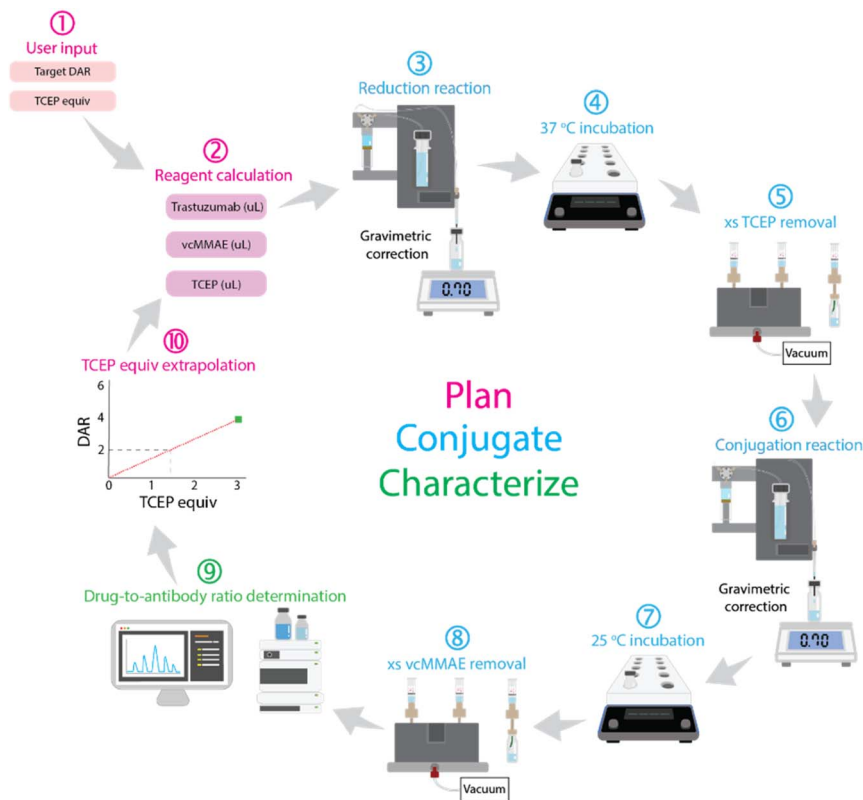 ①
User input
Target DAR
TCEP equiv
②
Reagent calculation
Trastuzumab (uL)
vcMMAE (uL)
TCEP (uL)
③
Reduction reaction
Gravimetric
correction
0.70
④
37 °C incubation
⑤
xs TCEP removal
Vacuum
⑥
Conjugation reaction
Gravimetric
correction
0.70
⑦
25 °C incubation
⑧
xs vcMMAE removal
Vacuum
⑨
Drug-to-antibody ratio determination
⑩
TCEP equiv extrapolation
6
4
2
0 1 2 3
DAR
TCEP equiv
Plan
Conjugate
Characterize